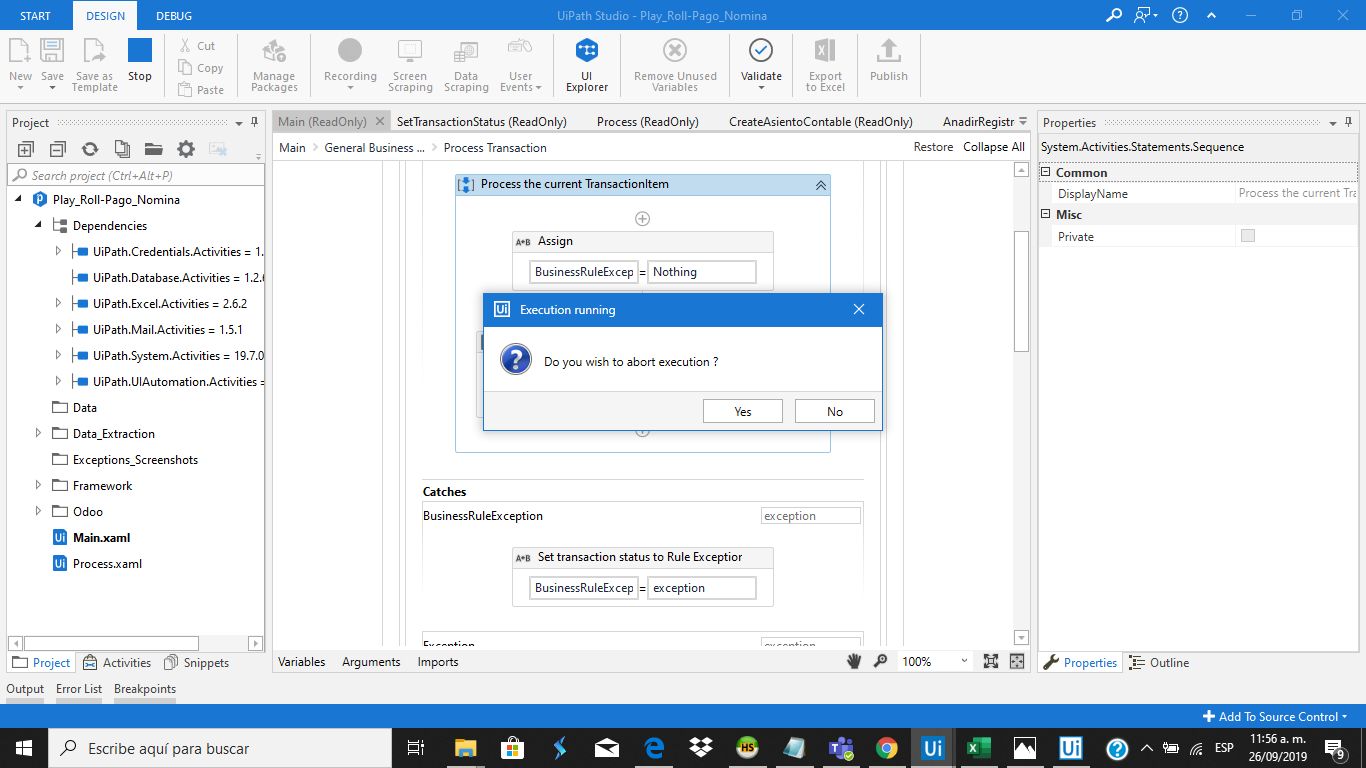 START DESIGN DEBUG UiPath Studio - Play_Roll-Pago_Nomina
New Save Save as Template Stop
Cut
Copy
Paste
Manage Packages Recording Screen Scraping Data Scraping User Events UI Explorer Remove Unused Variables Validate Export to Excel Publish
Project
Search project (Ctrl+Alt+P)
Play_Roll-Pago_Nomina
Dependencies
UiPath.Credentials.Activities = 1.
UiPath.Database.Activities = 1.2.
UiPath.Excel.Activities = 2.6.2
UiPath.Mail.Activities = 1.5.1
UiPath.System.Activities = 19.7.0
UiPath.UIAutomation.Activities =
Data
Data_Extraction
Exceptions_Screenshots
Framework
Odoo
Main.xaml
Process.xaml
Project Activities Snippets
Main (ReadOnly) SetTransactionStatus (ReadOnly) Process (ReadOnly) CreateAsientoContable (ReadOnly) AnadirRegistr
Main > General Business ... > Process Transaction Restore Collapse All
Process the current TransactionItem
A+B Assign
BusinessRuleExcep = Nothing
Ui Execution running
Do you wish to abort execution ?
Yes No
Catches
BusinessRuleException exception
A+B Set transaction status to Rule Exceptior
BusinessRuleExcep = exception
Exception exception
Variables Arguments Imports 100%
Properties
System.Activities.Statements.Sequence
Common
DisplayName Process the current Tra
Misc
Private
Properties Outline
Output Error List Breakpoints
Add To Source Control
Escribe aquí para buscar
HS
Ui
Ui
ESP
11:56 a. m.
26/09/2019
9